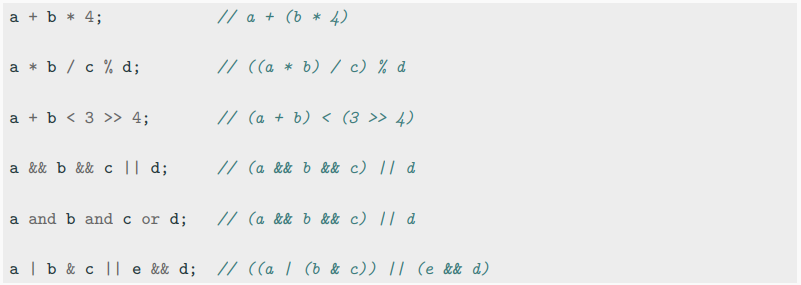 a + b * 4; // a + (b * 4)
a * b / c % d; // ((a * b) / c) % d
a + b < 3 >> 4; // (a + b) < (3 >> 4)
a && b && c || d; // (a && b && c) || d
a and b and c or d; // (a && b && c) || d
a | b & c || e && d; // ((a | (b & c)) || (e && d)